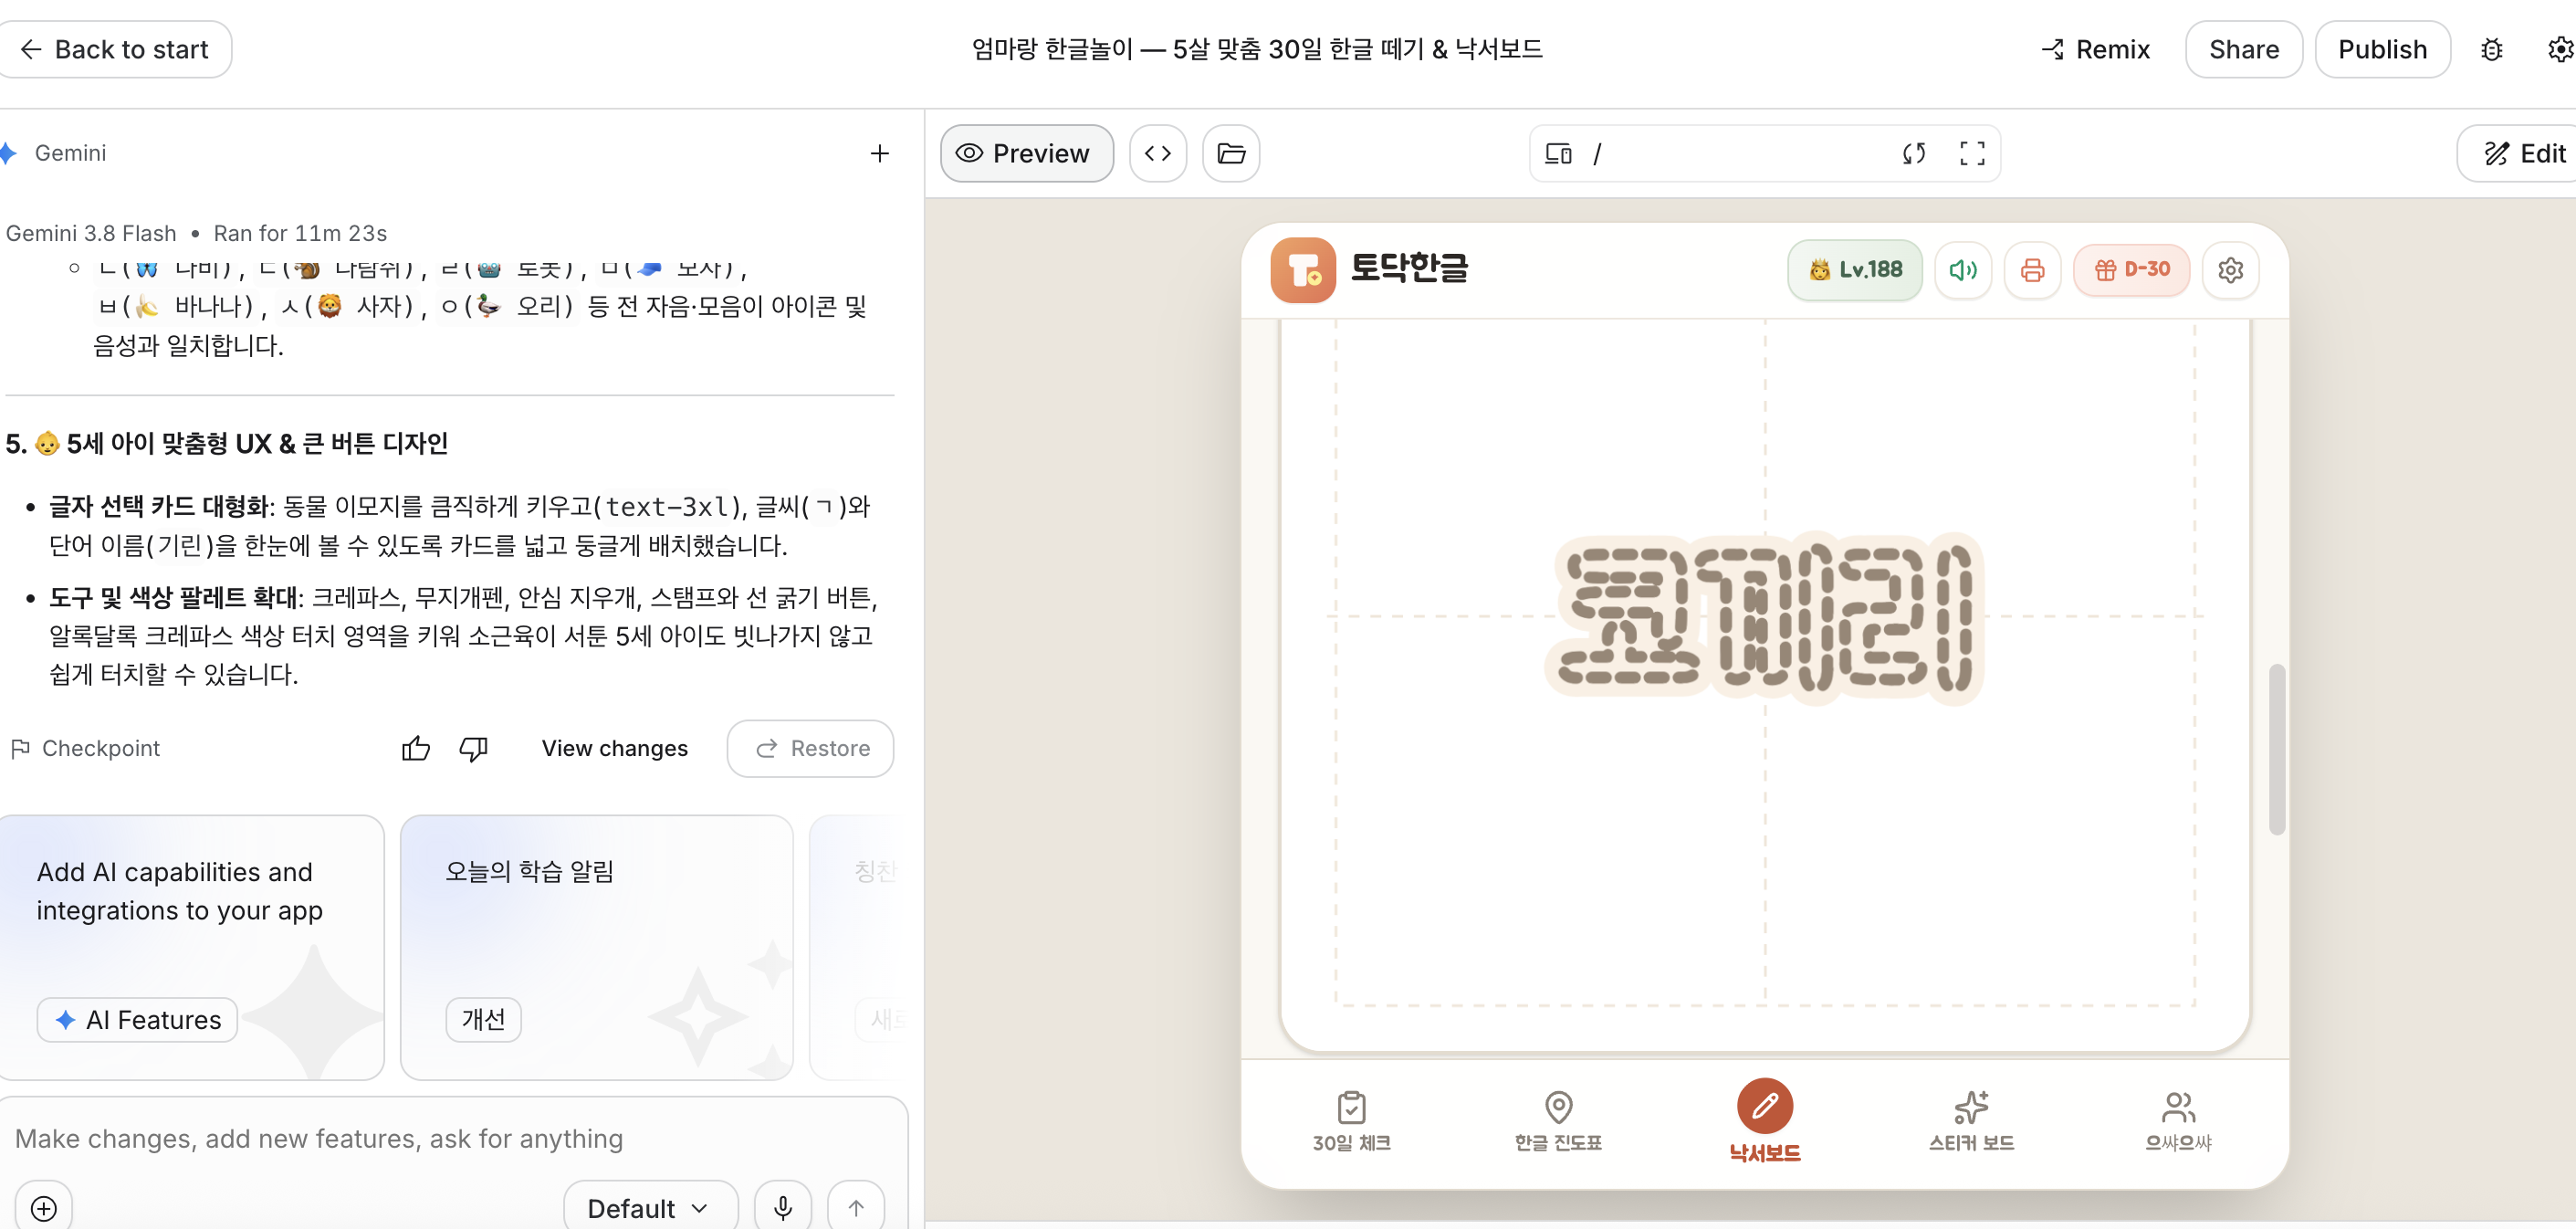 Back to start
엄마랑 한글놀이 — 5살 맞춤 30일 한글 떼기 & 낙서보드
Remix
Share
Publish
Gemini
Preview
/
Edit
Gemini 3.8 Flash • Ran for 11m 23s
ㄴ(🦋 나비), ㄷ(🐿️ 다람쥐), ㄹ(🤖 로봇), ㅁ(🧢 모자),
ㅂ(🍌 바나나), ㅅ(🦁 사자), ㅇ(🦆 오리) 등 전 자음·모음이 아이콘 및
음성과 일치합니다.
5. 👶 5세 아이 맞춤형 UX & 큰 버튼 디자인
글자 선택 카드 대형화: 동물 이모지를 큼직하게 키우고(text-3xl), 글씨(ㄱ)와
단어 이름(기린)을 한눈에 볼 수 있도록 카드를 넓고 둥글게 배치했습니다.
도구 및 색상 팔레트 확대: 크레파스, 무지개펜, 안심 지우개, 스탬프와 선 굵기 버튼,
알록달록 크레파스 색상 터치 영역을 키워 소근육이 서툰 5세 아이도 빗나가지 않고
쉽게 터치할 수 있습니다.
Checkpoint
View changes
Restore
Add AI capabilities and
integrations to your app
AI Features
오늘의 학습 알림
개선
칭찬
Make changes, add new features, ask for anything
Default
토닥한글
Lv.188
D-30
코끼리
30일 체크
한글 진도표
낙서보드
스티커 보드
으쌰으쌰